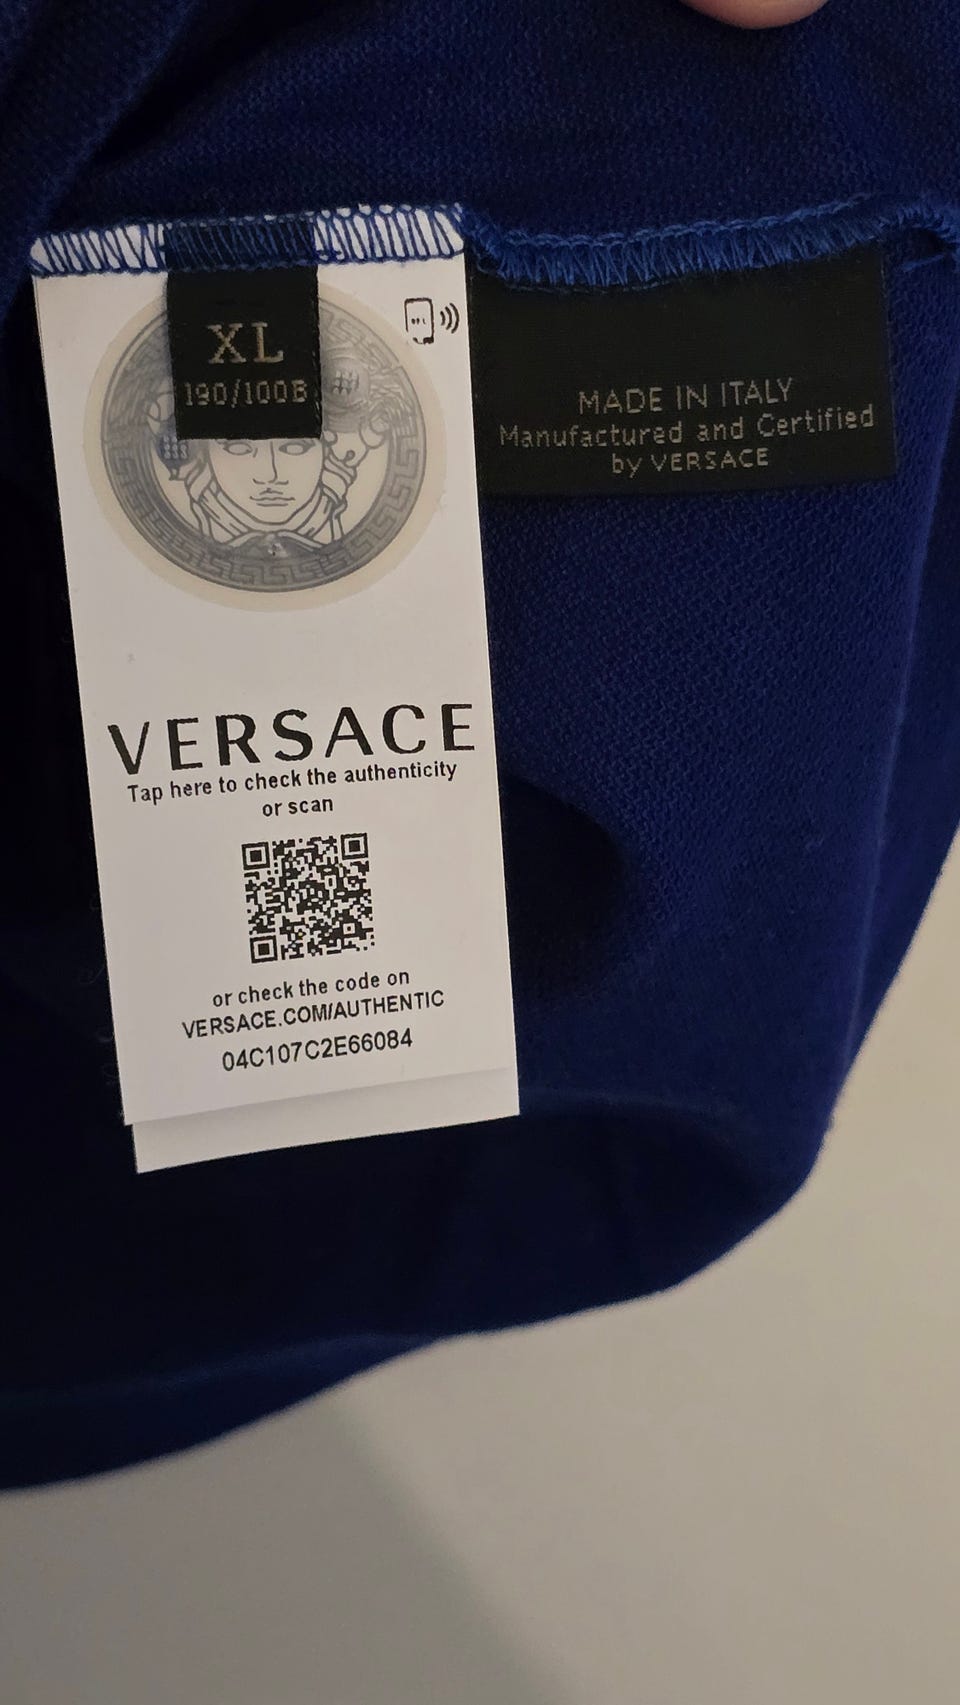 XL
190/100B
MADE IN ITALY
Manufactured and Certified
by VERSACE
VERSACE
Tap here to check the authenticity
or scan
or check the code on
VERSACE.COM/AUTHENTIC
04C107C2E66084